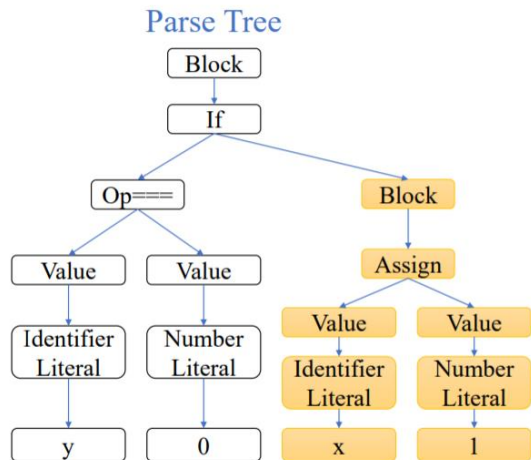 Parse Tree
Block
If
Op===
Block
Assign
Value
Value
Value
Value
Identifier
Literal
Number
Literal
Identifier
Literal
Number
Literal
y
0
x
1